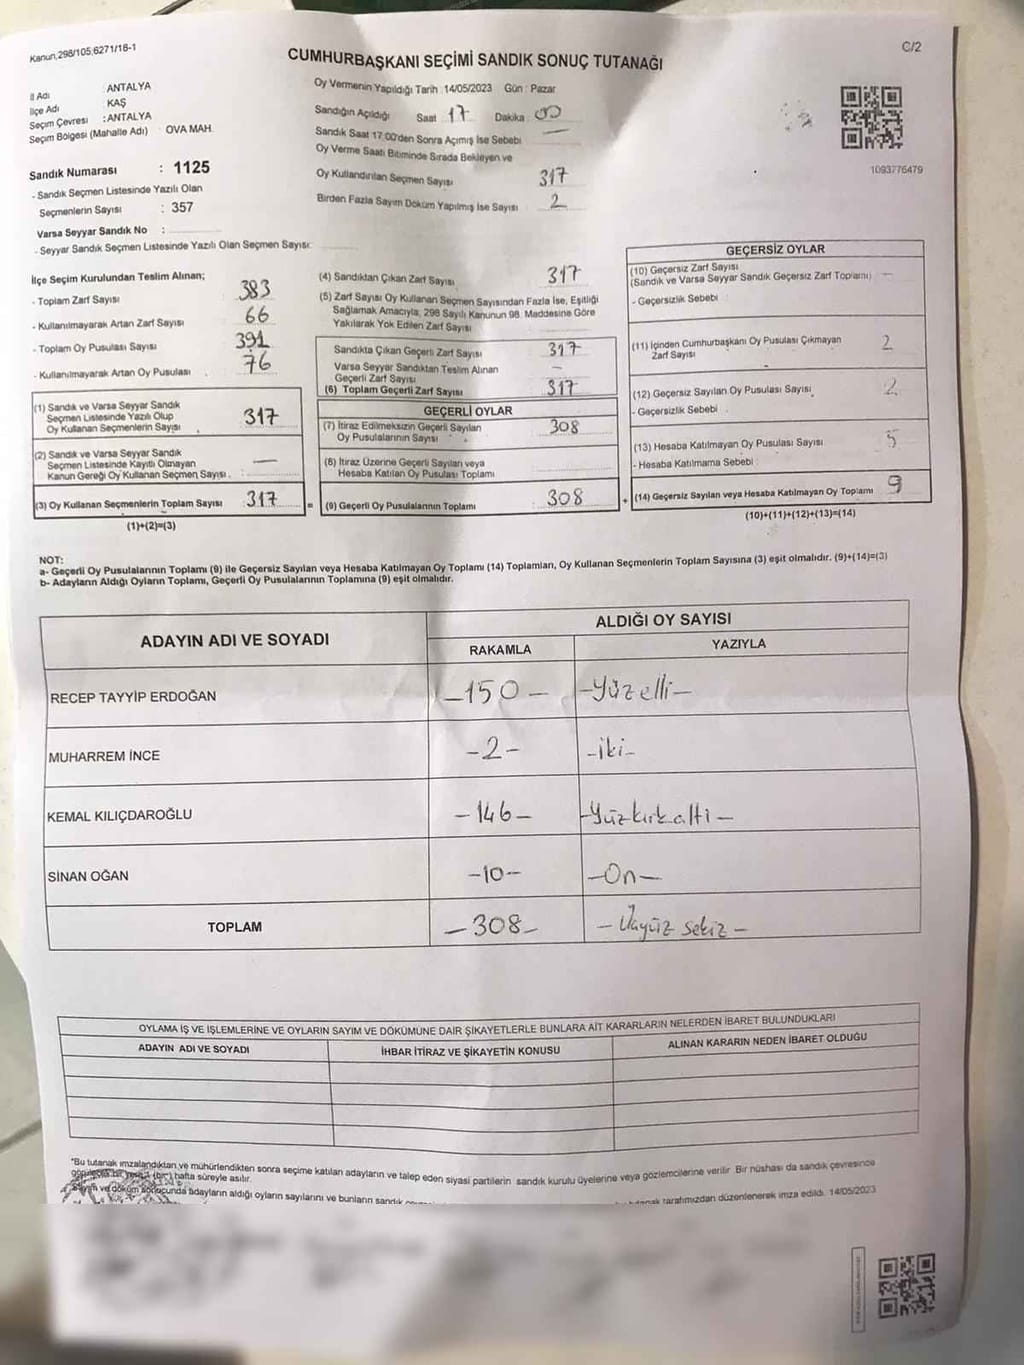 Kanun,298/105,6271/18-1
C/2
CUMHURBAŞKANI SEÇİMİ SANDIK SONUÇ TUTANAĞI
İl Adı : ANTALYA
İlçe Adı : KAŞ
Seçim Çevresi : ANTALYA
Seçim Bölgesi (Mahalle Adı) : OVA MAH.
Sandık Numarası : 1125
- Sandık Seçmen Listesinde Yazılı Olan
Seçmenlerin Sayısı : 357
Varsa Seyyar Sandık No :
- Seyyar Sandık Seçmen Listesinde Yazılı Olan Seçmen Sayısı:
Oy Vermenin Yapıldığı Tarih :14/05/2023 Gün : Pazar
Sandığın Açıldığı Saat 17 Dakika : 00
Sandık Saat 17.00'den Sonra Açımış İse Sebebi —
Oy Verme Saati Bitiminde Sırada Bekleyen ve
Oy Kullandırılan Seçmen Sayısı 317
Birden Fazla Sayım Döküm Yapılmış İse Sayısı 2
1093776479
İlçe Seçim Kurulundan Teslim Alınan;
- Toplam Zarf Sayısı 383
- Kullanılmayarak Artan Zarf Sayısı 66
- Toplam Oy Pusulası Sayısı 391
- Kullanılmayarak Artan Oy Pusulası . 76
(1) Sandık ve Varsa Seyyar Sandık
Seçmen Listesinde Yazılı Olup
Oy Kullanan Seçmenlerin Sayısı . 317
(2) Sandık ve Varsa Seyyar Sandık
Seçmen Listesinde Kayıtlı Olmayan
Kanun Gereği Oy Kullanan Seçmen Sayısı . —
(3) Oy Kullanan Seçmenlerin Toplam Sayısı 317 =
(1)+(2)=(3)
(4) Sandıktan Çıkan Zarf Sayısı 317
(5) Zarf Sayısı Oy Kullanan Seçmen Sayısından Fazla İse, Eşitliği
Sağlamak Amacıyla, 298 Sayılı Kanunun 98. Maddesine Göre
Yakılarak Yok Edilen Zarf Sayısı
Sandıkta Çıkan Geçerli Zarf Sayısı 317
Varsa Seyyar Sandıktan Teslim Alınan
Geçerli Zarf Sayısı —
(6) Toplam Geçerli Zarf Sayısı 317
GEÇERLİ OYLAR
(7) İtiraz Edilmeksizin Geçerli Sayılan
Oy Pusulalarının Sayısı 308
(8) İtiraz Üzerine Geçerli Sayılan veya
Hesaba Katılan Oy Pusulası Toplamı
(9) Geçerli Oy Pusulalarının Toplamı 308 +
GEÇERSİZ OYLAR
(10) Geçersiz Zarf Sayısı
(Sandık ve Varsa Seyyar Sandık Geçersiz Zarf Toplamı) —
- Geçersizlik Sebebi :
(11) İçinden Cumhurbaşkanı Oy Pusulası Çıkmayan
Zarf Sayısı 2
(12) Geçersiz Sayılan Oy Pusulası Sayısı 2
- Geçersizlik Sebebi .
(13) Hesaba Katılmayan Oy Pusulası Sayısı 5
- Hesaba Katılmama Sebebi :
(14) Geçersiz Sayılan veya Hesaba Katılmayan Oy Toplamı 9
(10)+(11)+(12)+(13)=(14)
NOT:
a- Geçerli Oy Pusulalarının Toplamı (9) ile Geçersiz Sayılan veya Hesaba Katılmayan Oy Toplamı (14) Toplamları, Oy Kullanan Seçmenlerin Toplam Sayısına (3) eşit olmalıdır. (9)+(14)=(3)
b- Adayların Aldığı Oyların Toplamı, Geçerli Oy Pusulalarının Toplamına (9) eşit olmalıdır.
ADAYIN ADI VE SOYADI
ALDIĞI OY SAYISI
RAKAMLA YAZIYLA
RECEP TAYYİP ERDOĞAN -150- -Yüzelli-
MUHARREM İNCE -2- -İki-
KEMAL KILIÇDAROĞLU -146- -Yüzkırkaltı-
SİNAN OĞAN -10- -On-
TOPLAM -308- -Üçyüz sekiz-
OYLAMA İŞ VE İŞLEMLERİNE VE OYLARIN SAYIM VE DÖKÜMÜNE DAİR ŞİKAYETLERLE BUNLARA AİT KARARLARIN NELERDEN İBARET BULUNDUKLARI
ADAYIN ADI VE SOYADI İHBAR İTİRAZ VE ŞİKAYETİN KONUSU ALINAN KARARIN NEDEN İBARET OLDUĞU
*Bu tutanak imzalandıktan ve mühürlendikten sonra seçime katılan adayların ve talep eden siyasi partilerin sandık kurulu üyelerine veya gözlemcilerine verilir Bir nüshası da sandık çevresince
(bir) hafta süreyle asılır.
ve döküm sonucunda adayların aldığı oyların sayılarını ve bunların sandık
tarafımızdan düzenlenerek imza edildi. 14/05/2023